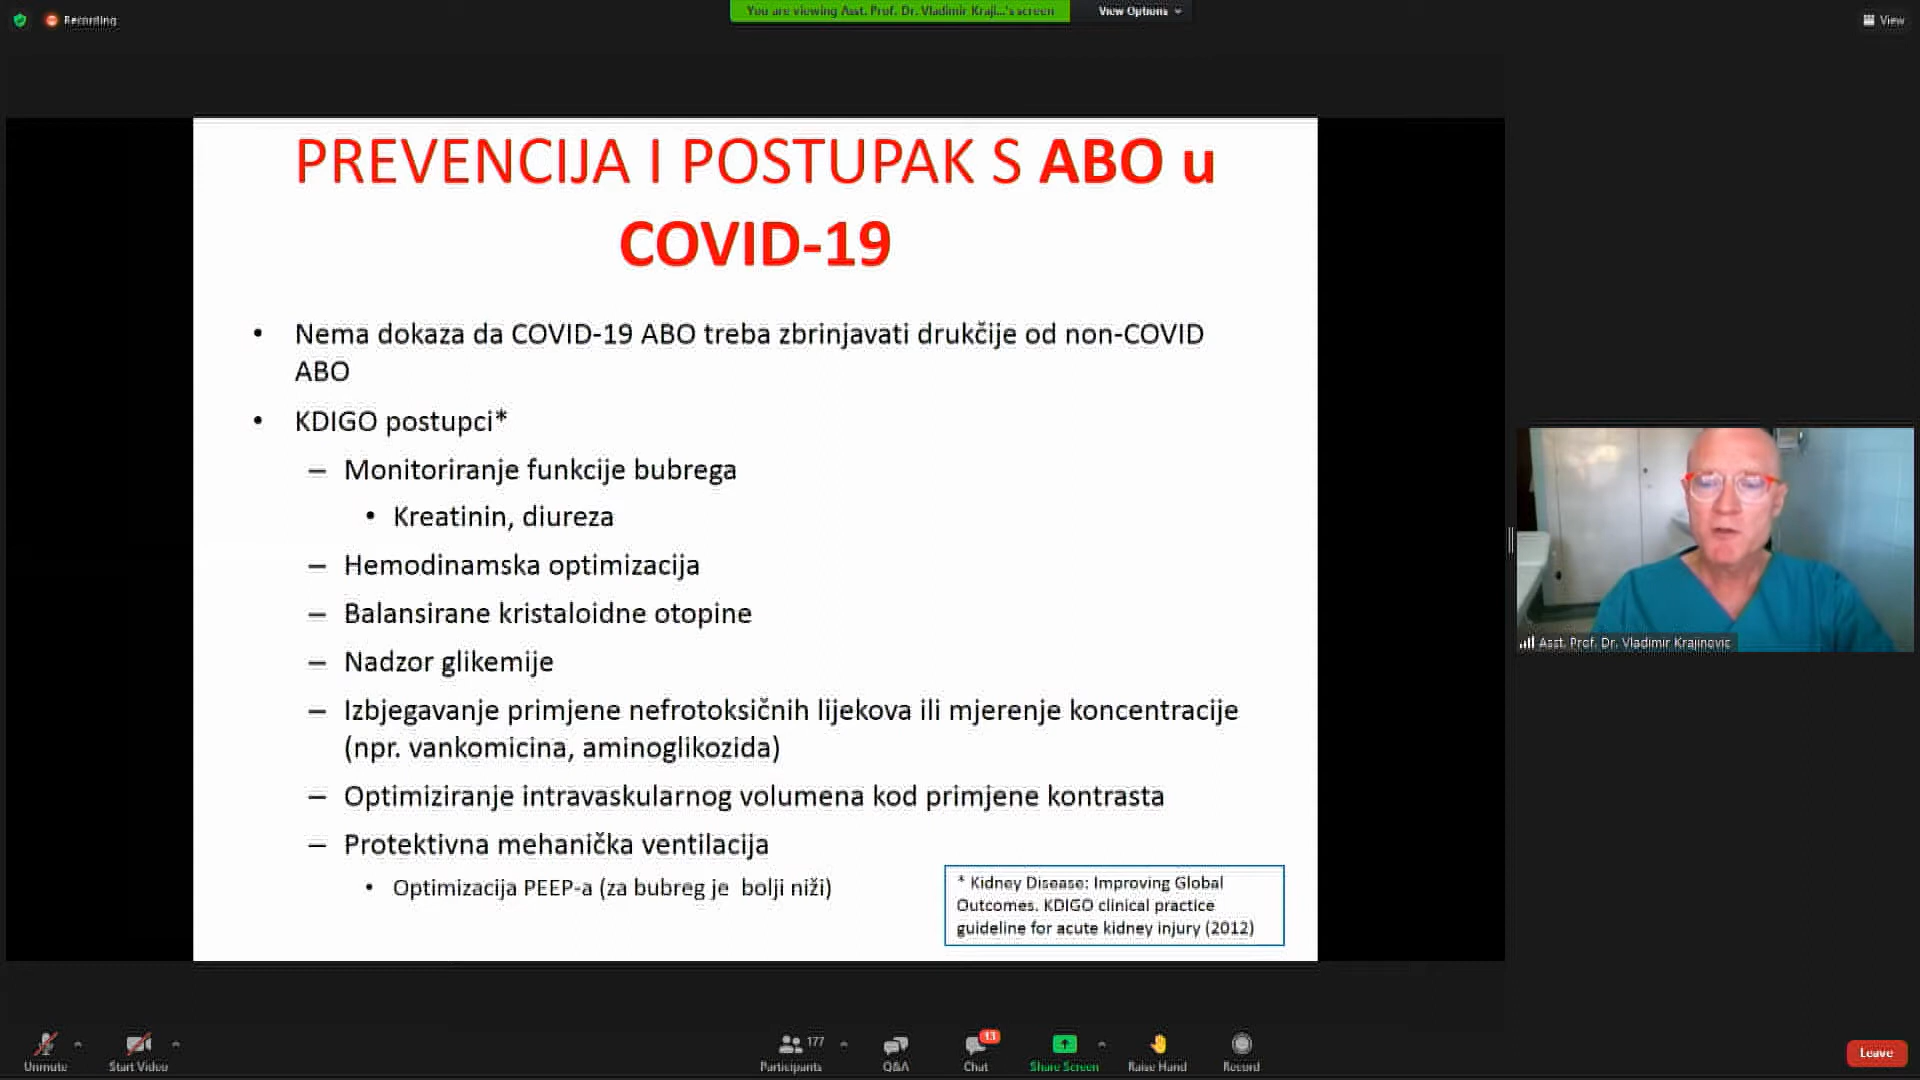 Recording
You are viewing Asst. Prof. Dr. Vladimir Kraji...'s screen
View Options
View
PREVENCIJA I POSTUPAK S ABO u
COVID-19
• Nema dokaza da COVID-19 ABO treba zbrinjavati drukčije od non-COVID
ABO
• KDIGO postupci*
– Monitoriranje funkcije bubrega
• Kreatinin, diureza
– Hemodinamska optimizacija
– Balansirane kristaloidne otopine
– Nadzor glikemije
– Izbjegavanje primjene nefrotoksičnih lijekova ili mjerenje koncentracije
(npr. vankomicina, aminoglikozida)
– Optimiziranje intravaskularnog volumena kod primjene kontrasta
– Protektivna mehanička ventilacija
• Optimizacija PEEP-a (za bubreg je bolji niži)
* Kidney Disease: Improving Global
Outcomes. KDIGO clinical practice
guideline for acute kidney injury (2012)
Asst. Prof. Dr. Vladimir Krajinovic
Unmute
Start Video
177
Participants
Q&A
13
Chat
Share Screen
Raise Hand
Record
Leave